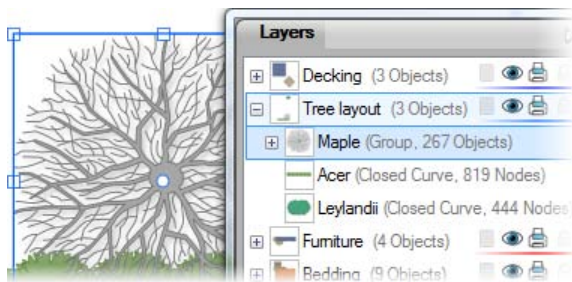 Layers
Decking (3 Objects)
Tree layout (3 Objects)
Maple (Group, 267 Objects)
Acer (Closed Curve, 819 Nodes)
Leylandii (Closed Curve, 444 Nodes
Furniture (4 Objects)
Bedding (9 Objects)